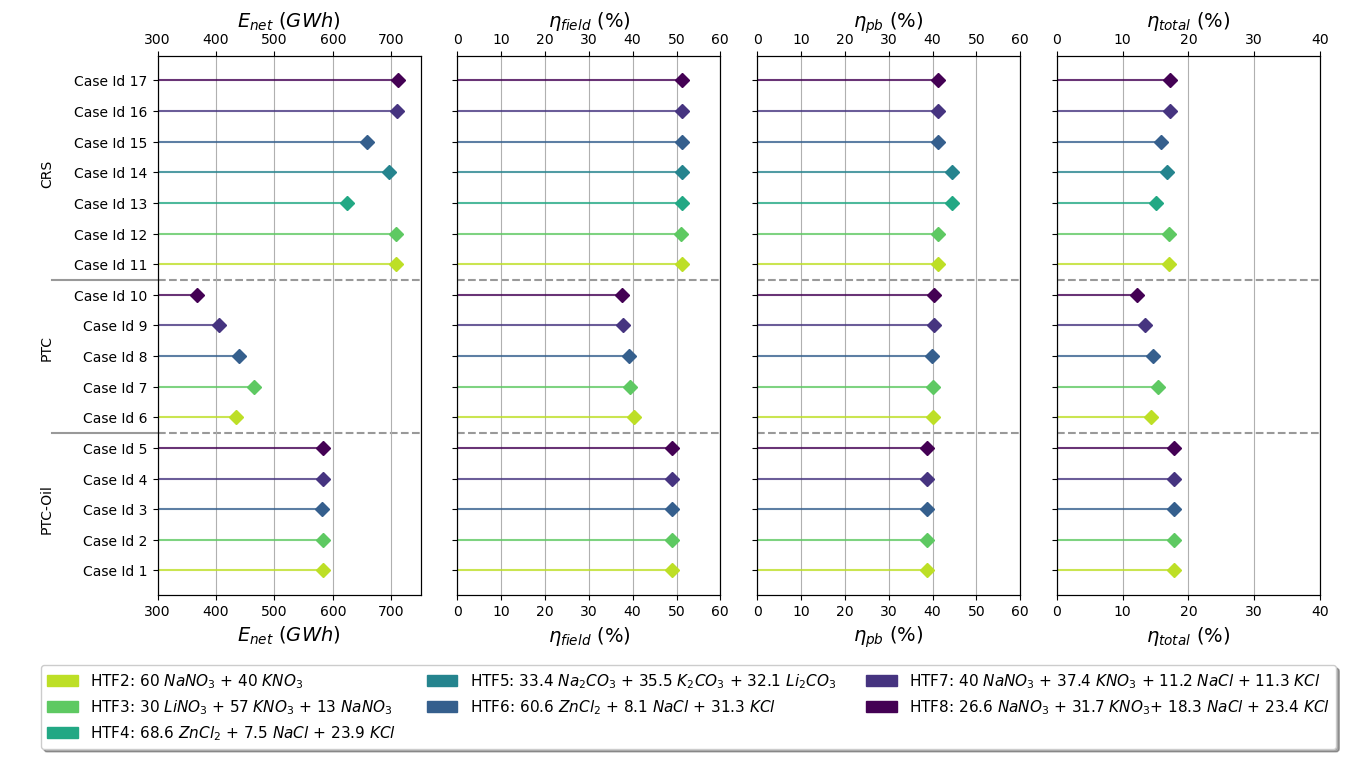 E_net (GWh) η_field (%) η_pb (%) η_total (%)
300 400 500 600 700 0 10 20 30 40 50 60 0 10 20 30 40 50 60 0 10 20 30 40
CRS
Case Id 17
Case Id 16
Case Id 15
Case Id 14
Case Id 13
Case Id 12
Case Id 11
PTC
Case Id 10
Case Id 9
Case Id 8
Case Id 7
Case Id 6
PTC-Oil
Case Id 5
Case Id 4
Case Id 3
Case Id 2
Case Id 1
300 400 500 600 700 0 10 20 30 40 50 60 0 10 20 30 40 50 60 0 10 20 30 40
E_net (GWh) η_field (%) η_pb (%) η_total (%)
HTF2: 60 NaNO₃ + 40 KNO₃
HTF3: 30 LiNO₃ + 57 KNO₃ + 13 NaNO₃
HTF4: 68.6 ZnCl₂ + 7.5 NaCl + 23.9 KCl
HTF5: 33.4 Na₂CO₃ + 35.5 K₂CO₃ + 32.1 Li₂CO₃
HTF6: 60.6 ZnCl₂ + 8.1 NaCl + 31.3 KCl
HTF7: 40 NaNO₃ + 37.4 KNO₃ + 11.2 NaCl + 11.3 KCl
HTF8: 26.6 NaNO₃ + 31.7 KNO₃+ 18.3 NaCl + 23.4 KCl